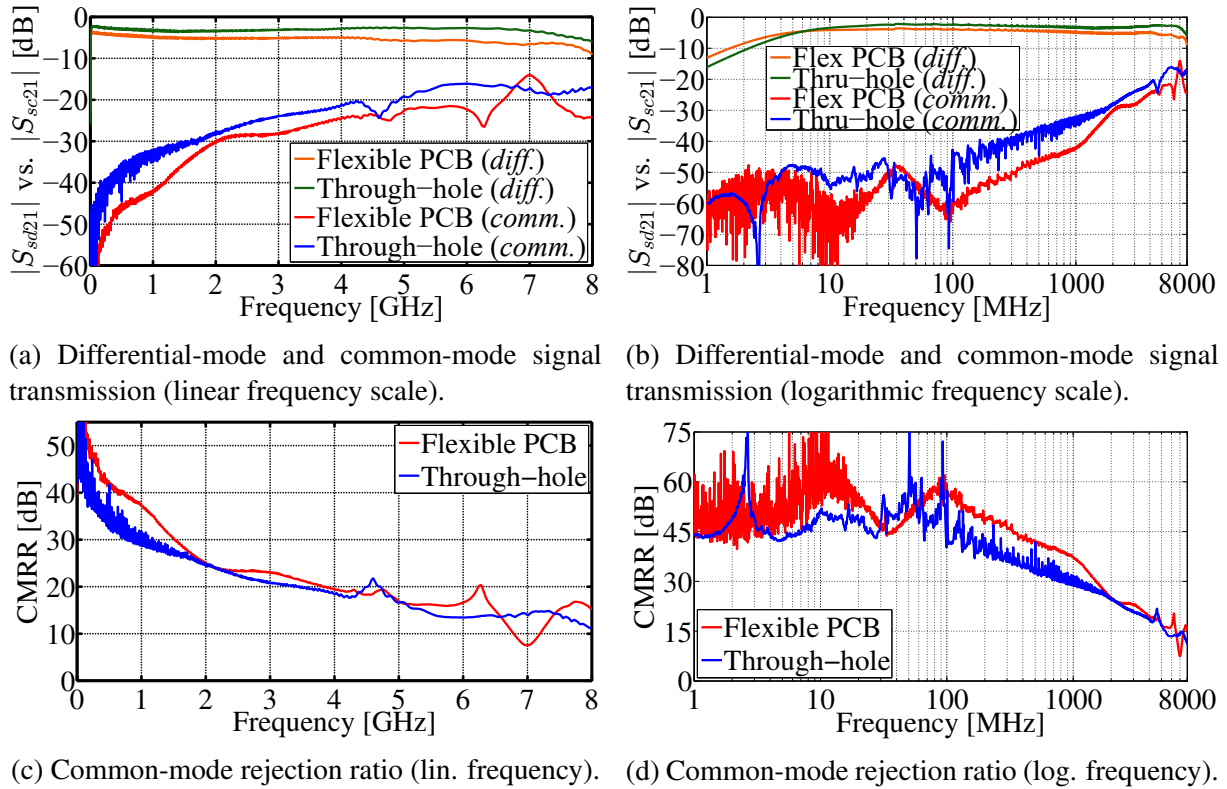 |S_sd21| vs. |S_sc21| [dB]
0
−10
−20
−30
−40
−50
−60
Flexible PCB (diff.)
Through−hole (diff.)
Flexible PCB (comm.)
Through−hole (comm.)
0 1 2 3 4 5 6 7 8
Frequency [GHz]
(a) Differential-mode and common-mode signal
transmission (linear frequency scale).
|S_sd21| vs. |S_sc21| [dB]
0
−10
−20
−30
−40
−50
−60
−70
−80
Flex PCB (diff.)
Thru−hole (diff.)
Flex PCB (comm.)
Thru−hole (comm.)
1 10 100 1000 8000
Frequency [MHz]
(b) Differential-mode and common-mode signal
transmission (logarithmic frequency scale).
CMRR [dB]
50
40
30
20
10
0
Flexible PCB
Through−hole
0 1 2 3 4 5 6 7 8
Frequency [GHz]
(c) Common-mode rejection ratio (lin. frequency).
CMRR [dB]
75
60
45
30
15
0
Flexible PCB
Through−hole
1 10 100 1000 8000
Frequency [MHz]
(d) Common-mode rejection ratio (log. frequency).